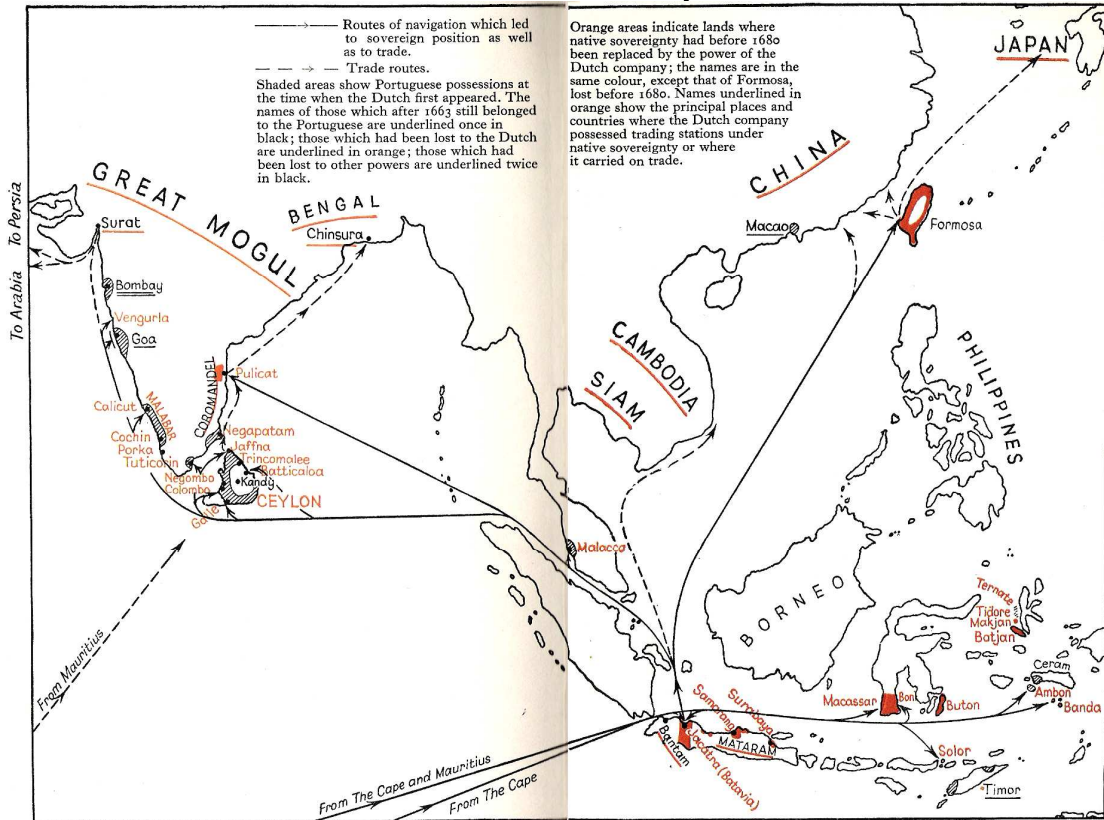 Routes of navigation which led
to sovereign position as well
as to trade.
Trade routes.
Shaded areas show Portuguese possessions at
the time when the Dutch first appeared. The
names of those which after 1663 still belonged
to the Portuguese are underlined once in
black; those which had been lost to the Dutch
are underlined in orange; those which had
been lost to other powers are underlined twice
in black.
Orange areas indicate lands where
native sovereignty had before 1680
been replaced by the power of the
Dutch company; the names are in the
same colour, except that of Formosa,
lost before 1680. Names underlined in
orange show the principal places and
countries where the Dutch company
possessed trading stations under
native sovereignty or where
it carried on trade.
JAPAN
CHINA
GREAT MOGUL
BENGAL
Chinsura
To Persia
To Arabia
Surat
Macao
Formosa
Bombay
Vengurla
Goa
CAMBODIA
SIAM
PHILIPPINES
COROMANDEL
Pulicat
Calicut
MALABAR
Negapatam
Cochin
Porka
Tuticorin
Jaffna
Trincomalee
Batticaloa
Negombo
Kandy
Colombo
CEYLON
Galle
Malacca
BORNEO
Ternate
Tidore
Makjan
Batjan
From Mauritius
Ceram
Ambon
Banda
Macassar
Boni
Buton
Samarang
Surabaya
Bantam
Jacatra (Batavia)
MATARAM
Solor
Timor
From The Cape and Mauritius
From The Cape